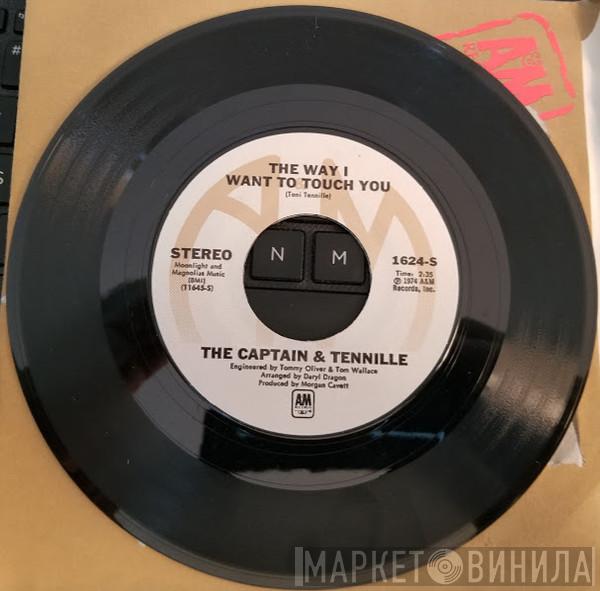 THE WAY I
WANT TO TOUCH YOU
(Toni Tennille)
STEREO
Moonlight and
Magnolias Music
(BMI)
(11645-S)
1624-S
Time: 2:35
℗ 1974 A&M
Records, Inc.
N M
THE CAPTAIN & TENNILLE
Engineered by Tommy Oliver & Tom Wallace
Arranged by Daryl Dragon
Produced by Morgan Cavett
AM
МАРКЕТ ВИНИЛА